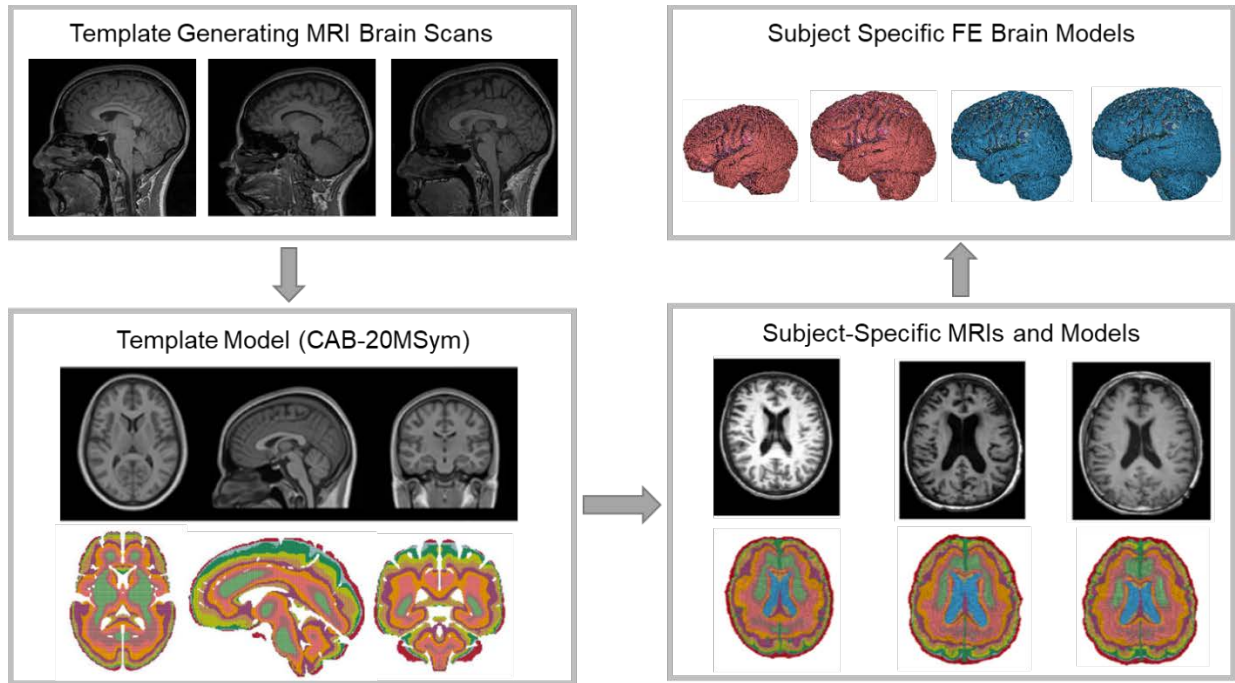 Template Generating MRI Brain Scans
Subject Specific FE Brain Models
Template Model (CAB-20MSym)
Subject-Specific MRIs and Models